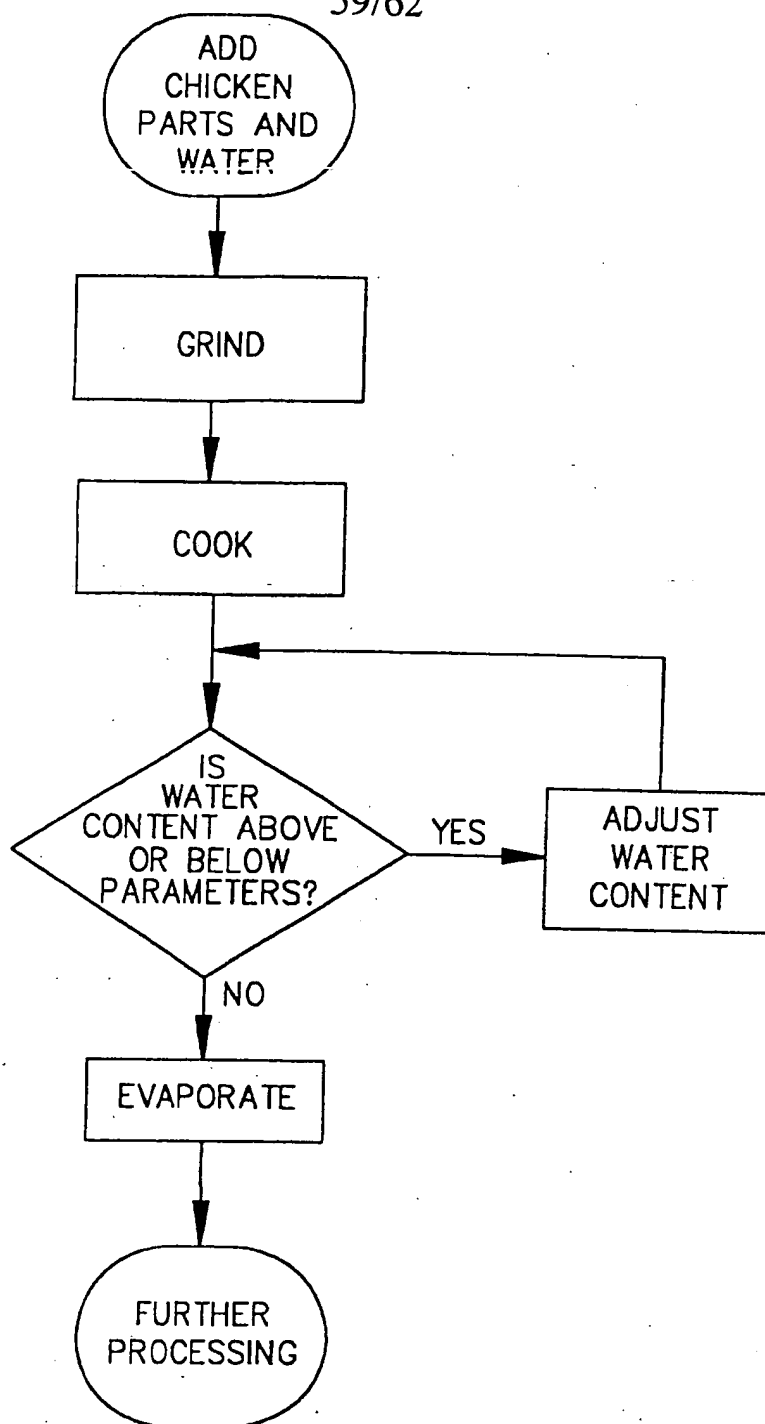 59/62
ADD
CHICKEN
PARTS AND
WATER
GRIND
COOK
IS
WATER
CONTENT ABOVE
OR BELOW
PARAMETERS?
YES
ADJUST
WATER
CONTENT
NO
EVAPORATE
FURTHER
PROCESSING